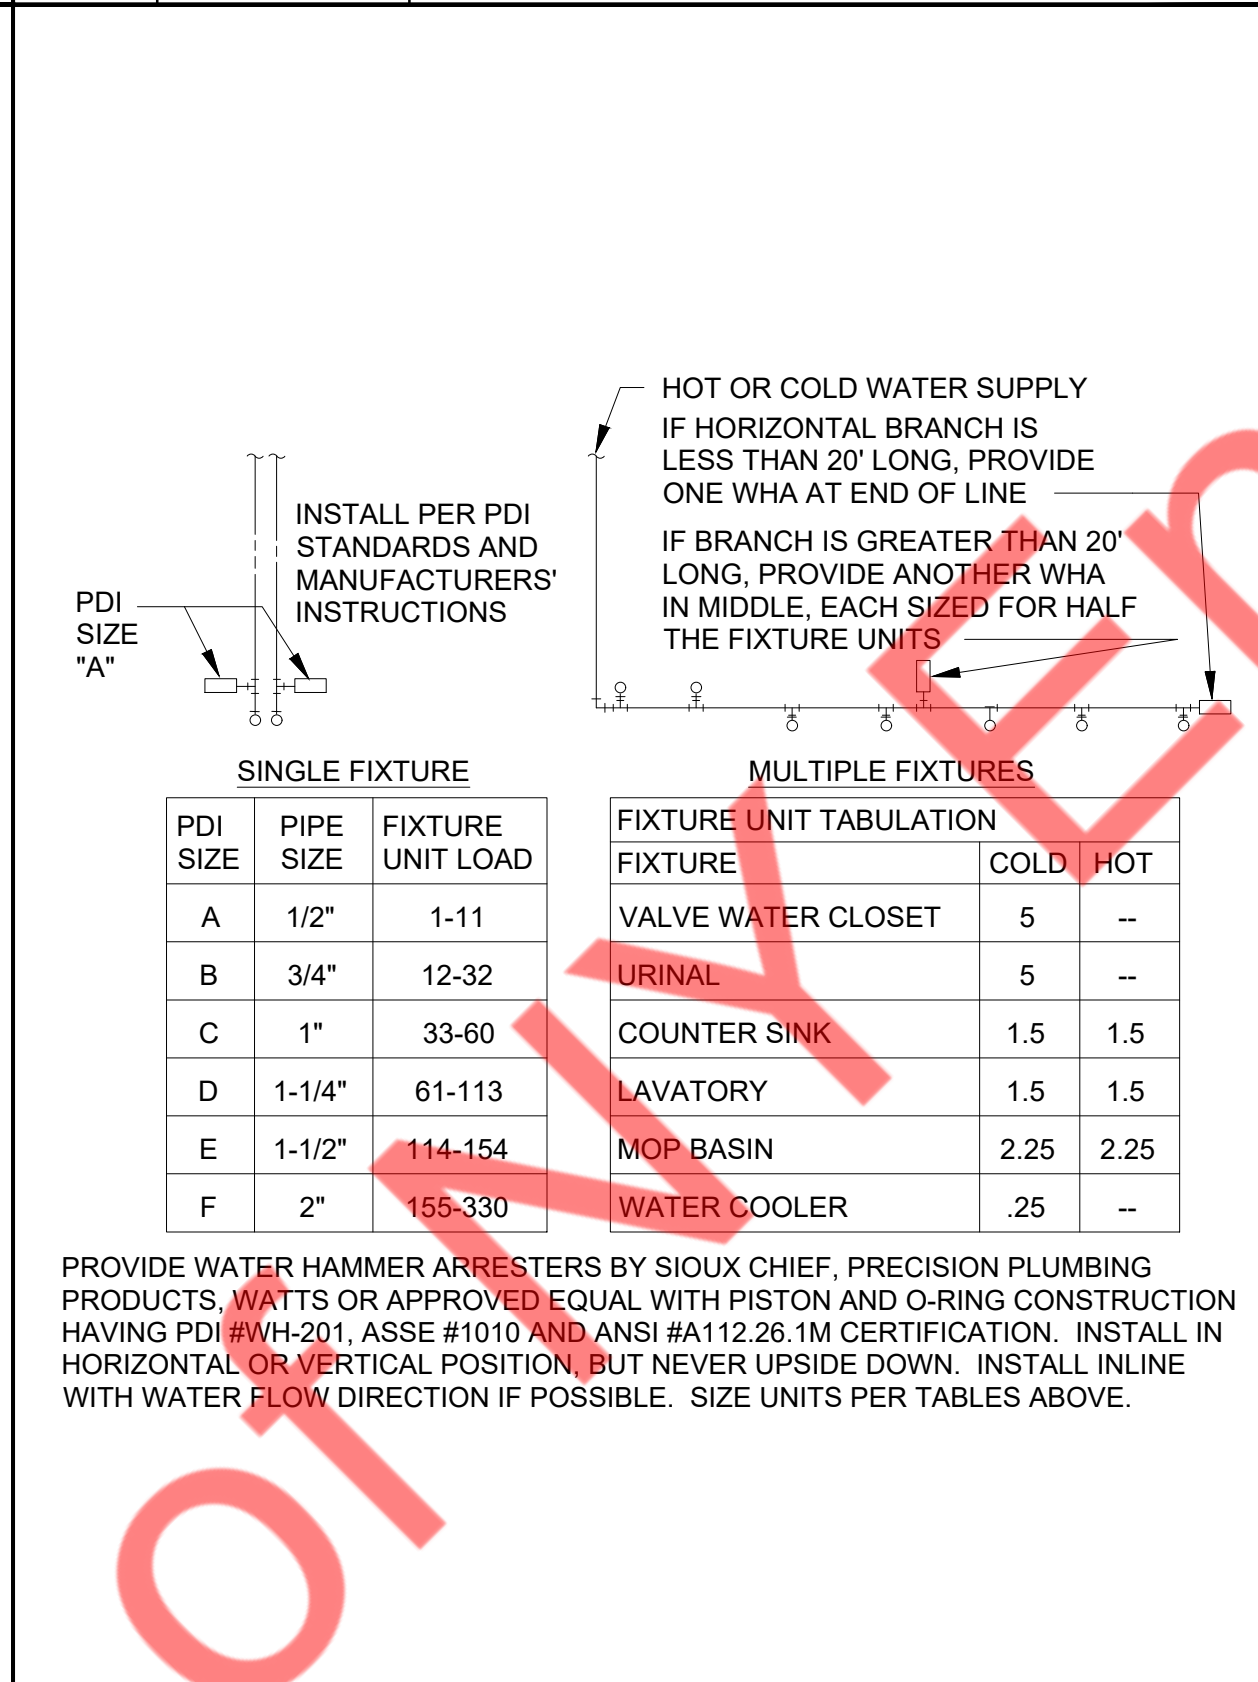 HOT OR COLD WATER SUPPLY
IF HORIZONTAL BRANCH IS
LESS THAN 20' LONG, PROVIDE
ONE WHA AT END OF LINE
IF BRANCH IS GREATER THAN 20'
LONG, PROVIDE ANOTHER WHA
IN MIDDLE, EACH SIZED FOR HALF
THE FIXTURE UNITS
INSTALL PER PDI
STANDARDS AND
MANUFACTURERS'
INSTRUCTIONS
PDI
SIZE
"A"
SINGLE FIXTURE
MULTIPLE FIXTURES
PDI SIZE PIPE SIZE FIXTURE UNIT LOAD
A 1/2" 1-11
B 3/4" 12-32
C 1" 33-60
D 1-1/4" 61-113
E 1-1/2" 114-154
F 2" 155-330
FIXTURE UNIT TABULATION
FIXTURE COLD HOT
VALVE WATER CLOSET 5 --
URINAL 5 --
COUNTER SINK 1.5 1.5
LAVATORY 1.5 1.5
MOP BASIN 2.25 2.25
WATER COOLER .25 --
PROVIDE WATER HAMMER ARRESTERS BY SIOUX CHIEF, PRECISION PLUMBING
PRODUCTS, WATTS OR APPROVED EQUAL WITH PISTON AND O-RING CONSTRUCTION
HAVING PDI #WH-201, ASSE #1010 AND ANSI #A112.26.1M CERTIFICATION. INSTALL IN
HORIZONTAL OR VERTICAL POSITION, BUT NEVER UPSIDE DOWN. INSTALL INLINE
WITH WATER FLOW DIRECTION IF POSSIBLE. SIZE UNITS PER TABLES ABOVE.
of NY En